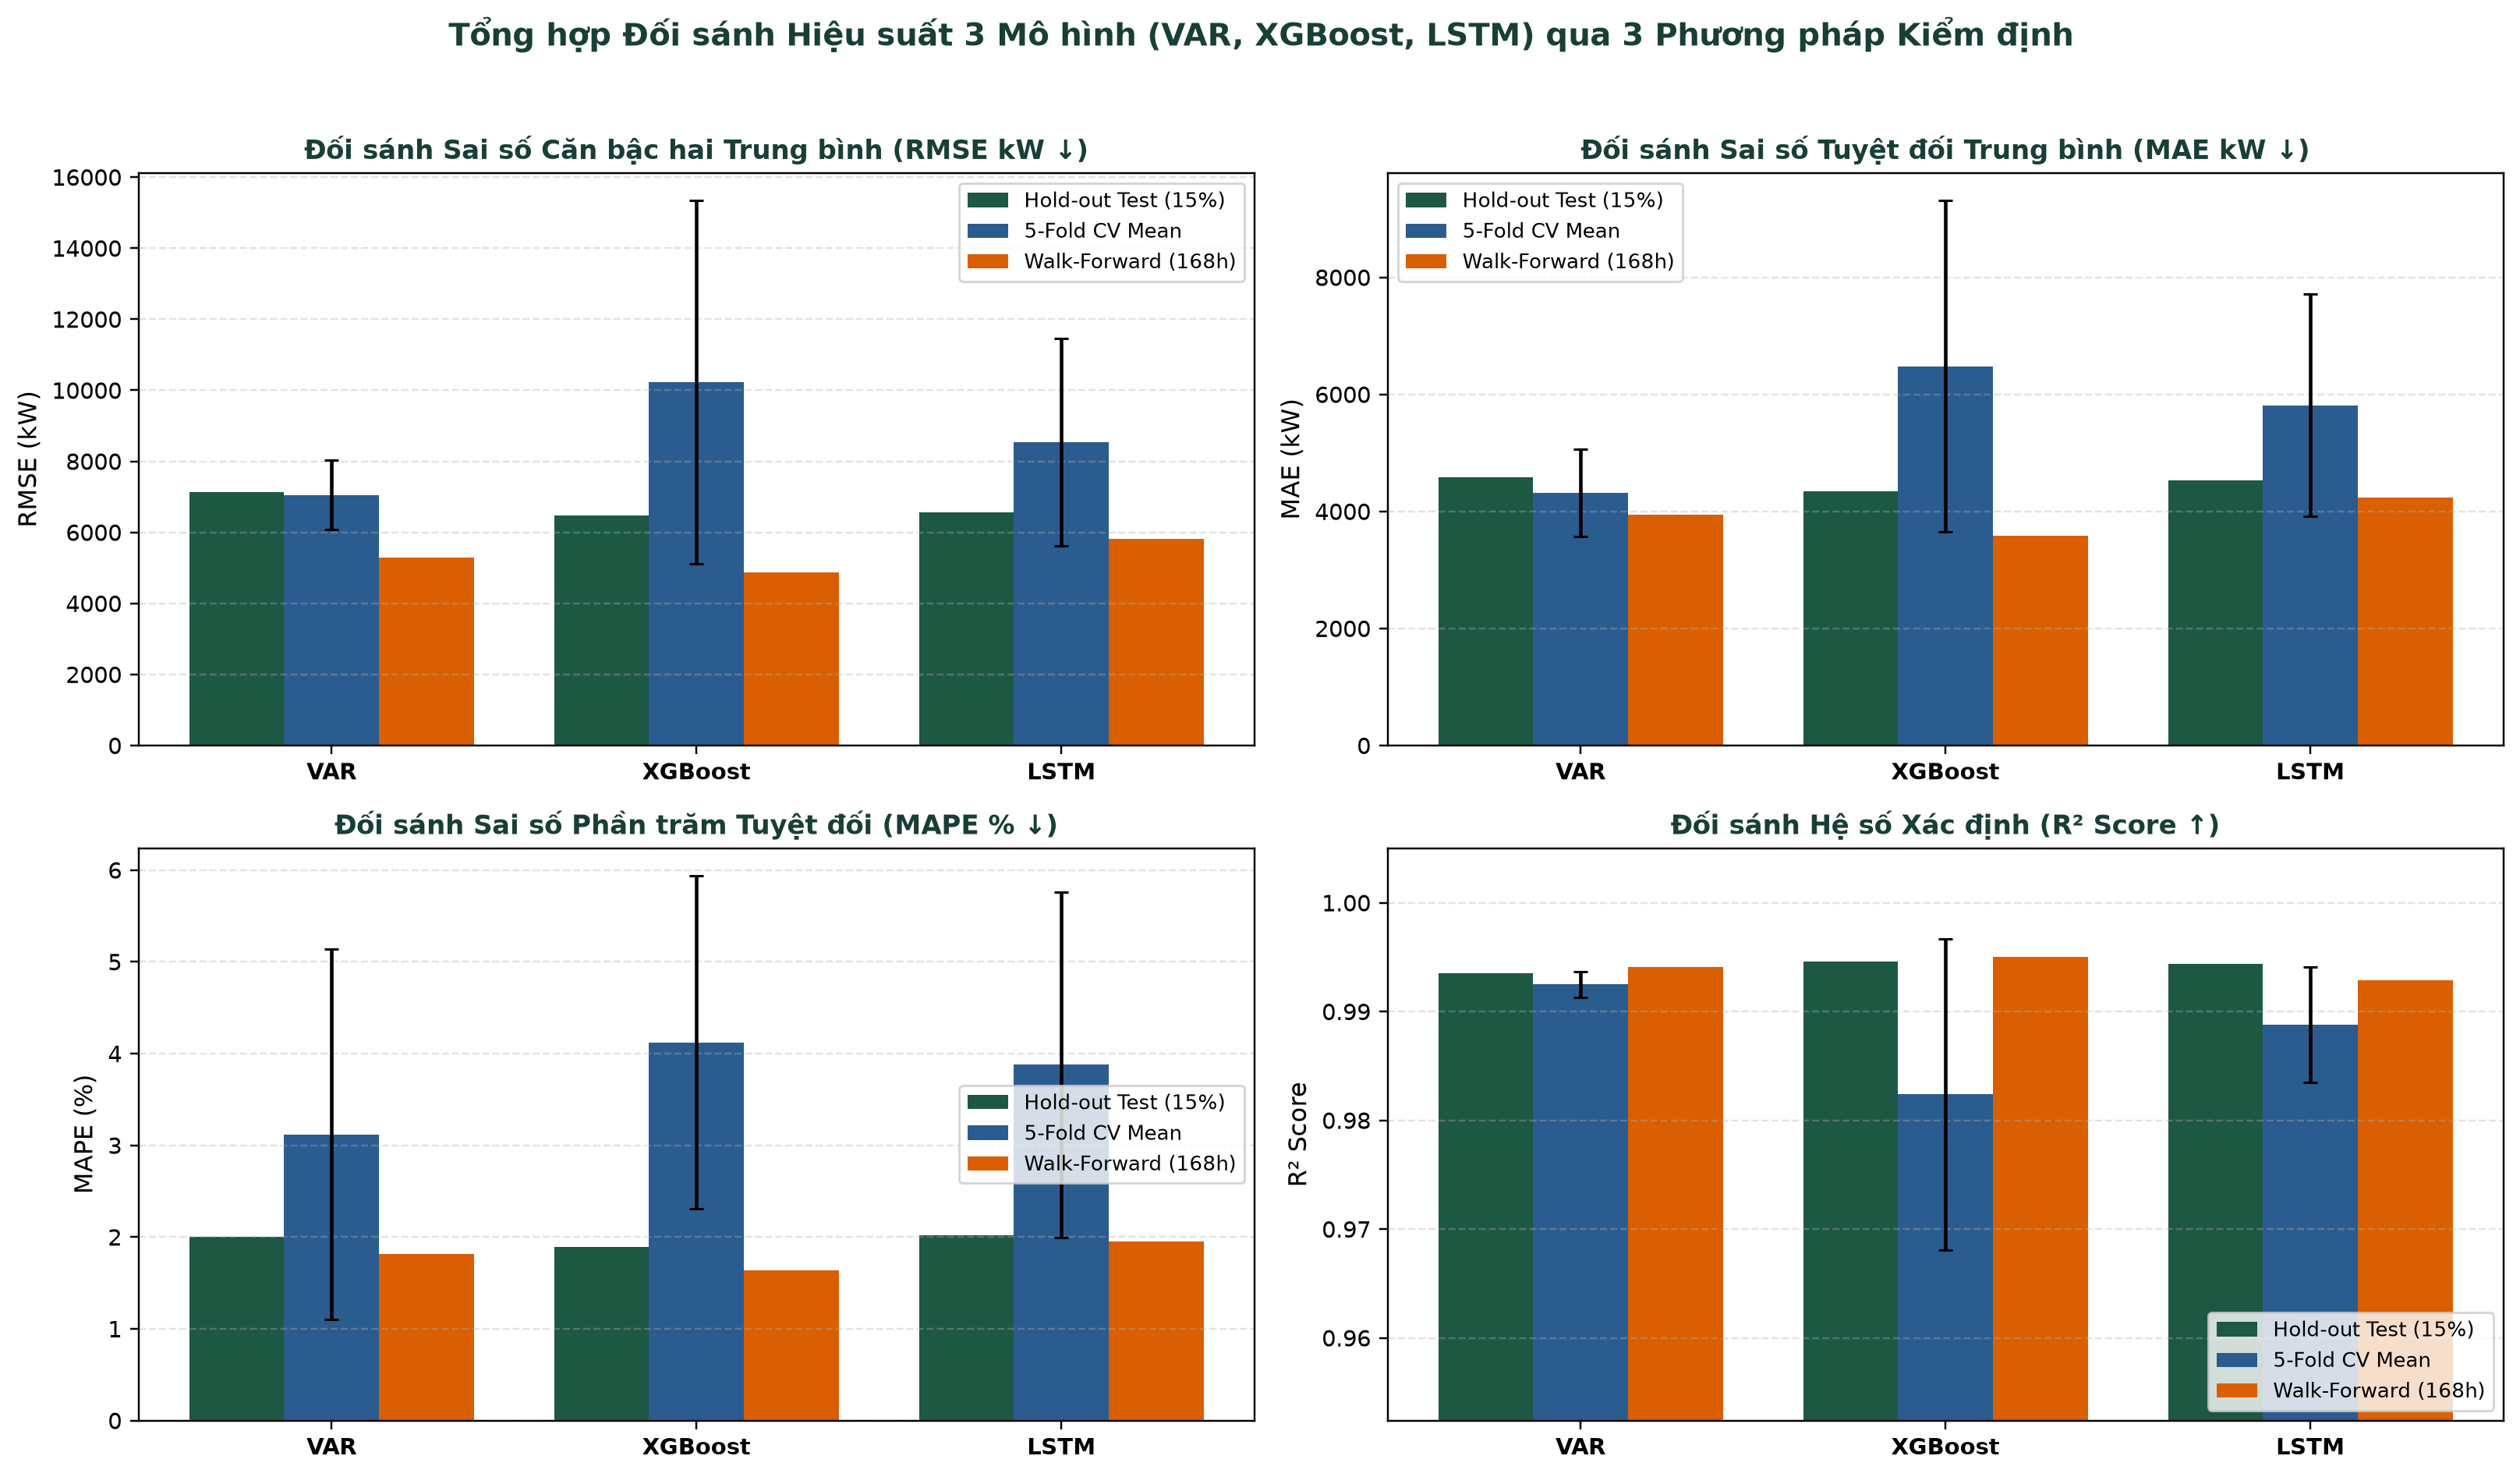 Tổng hợp Đối sánh Hiệu suất 3 Mô hình (VAR, XGBoost, LSTM) qua 3 Phương pháp Kiểm định
Đối sánh Sai số Căn bậc hai Trung bình (RMSE kW ↓)
RMSE (kW)
16000
14000
12000
10000
8000
6000
4000
2000
0
Hold-out Test (15%)
5-Fold CV Mean
Walk-Forward (168h)
VAR XGBoost LSTM
Đối sánh Sai số Tuyệt đối Trung bình (MAE kW ↓)
MAE (kW)
8000
6000
4000
2000
0
Hold-out Test (15%)
5-Fold CV Mean
Walk-Forward (168h)
VAR XGBoost LSTM
Đối sánh Sai số Phần trăm Tuyệt đối (MAPE % ↓)
MAPE (%)
6
5
4
3
2
1
0
Hold-out Test (15%)
5-Fold CV Mean
Walk-Forward (168h)
VAR XGBoost LSTM
Đối sánh Hệ số Xác định (R² Score ↑)
R² Score
1.00
0.99
0.98
0.97
0.96
Hold-out Test (15%)
5-Fold CV Mean
Walk-Forward (168h)
VAR XGBoost LSTM